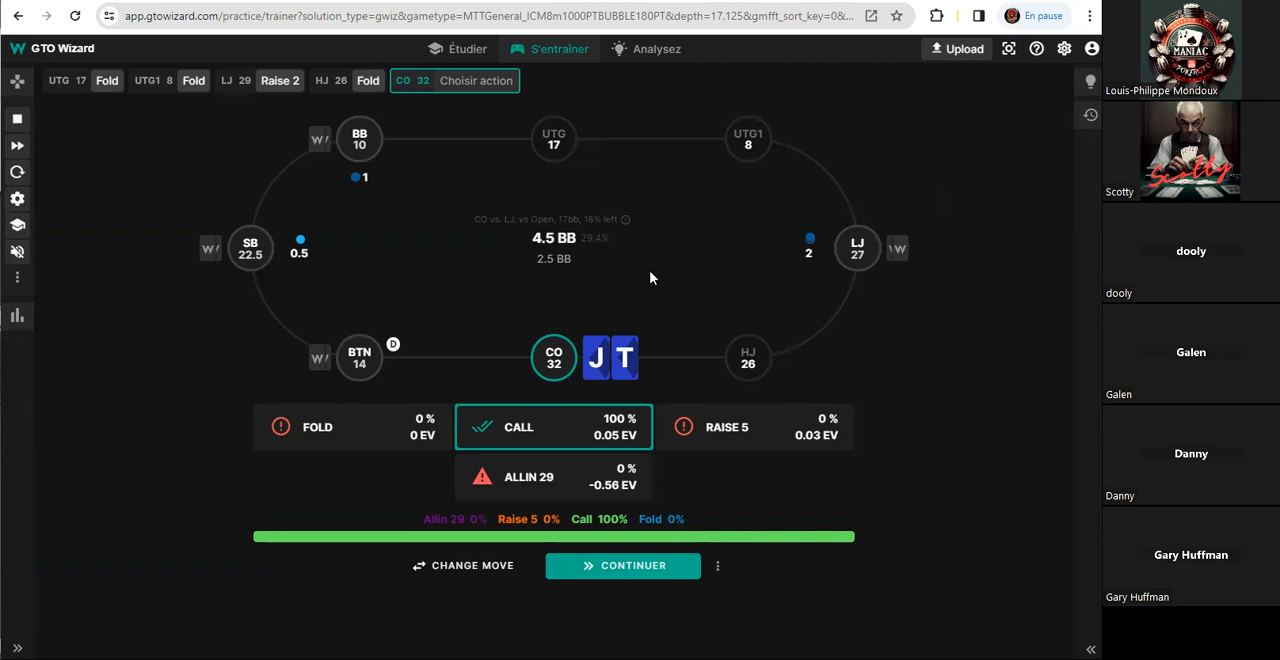 app.gtowizard.com/practice/trainer?solution_type=gwiz&gametype=MTTGeneral_ICM8m1000PTBUBBLE180PT&depth=17.125&gmfft_sort_key=0&...
En pause
GTO Wizard
Étudier
S'entraîner
Analysez
Upload
UTG 17 Fold
UTG1 8 Fold
LJ 29 Raise 2
HJ 26 Fold
CO 32 Choisir action
BB
10
UTG
17
UTG1
8
1
CO vs. LJ, vs Open, 17bb, 18% left
4.5 BB 29.4%
2.5 BB
SB
22.5
0.5
2
LJ
27
BTN
14
D
CO
32
J T
HJ
26
FOLD
0 %
0 EV
CALL
100 %
0.05 EV
RAISE 5
0 %
0.03 EV
ALLIN 29
0 %
-0.56 EV
Allin 29 0% Raise 5 0% Call 100% Fold 0%
CHANGE MOVE
CONTINUER
MANIAC
POKERGTO
Louis-Philippe Mondoux
Scotty
Scotty
dooly
dooly
Galen
Galen
Danny
Danny
Gary Huffman
Gary Huffman